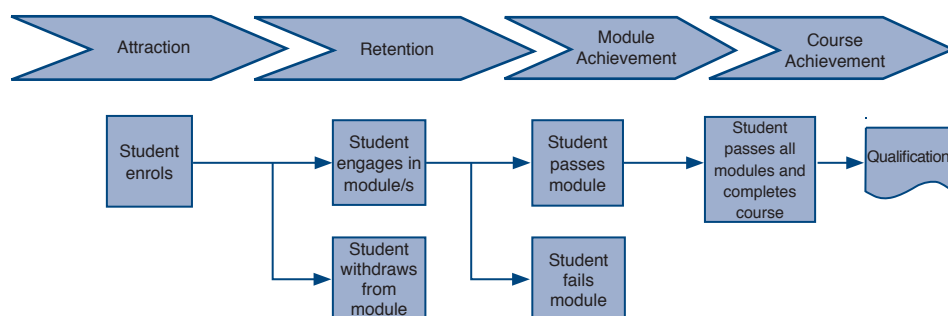 Attraction
Retention
Module
Achievement
Course
Achievement
Student
enrols
Student
engages in
module/s
Student
passes
module
Student
passes all
modules and
completes
course
Qualification
Student
withdraws
from
module
Student
fails
module